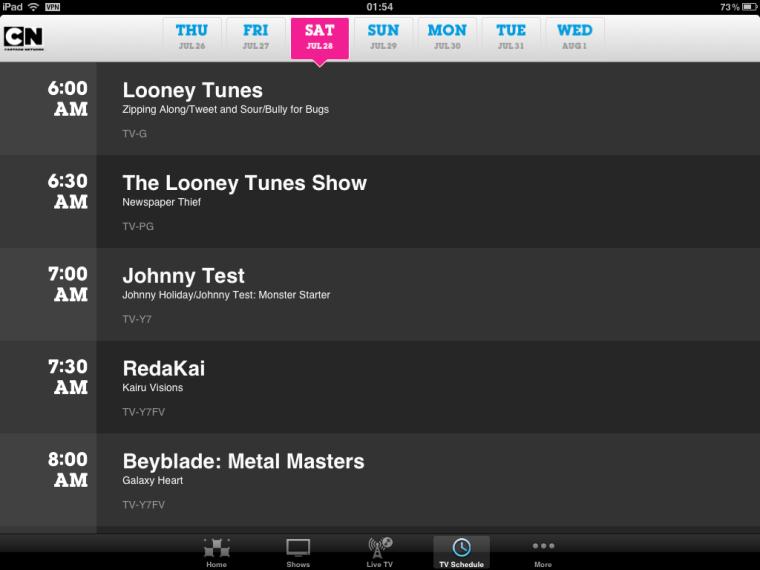 iPad VPN 01:54 73%
CN
CARTOON NETWORK
THU FRI SAT SUN MON TUE WED
JUL 26 JUL 27 JUL 28 JUL 29 JUL 30 JUL 31 AUG 1
6:00 AM
Looney Tunes
Zipping Along/Tweet and Sour/Bully for Bugs
TV-G
6:30 AM
The Looney Tunes Show
Newspaper Thief
TV-PG
7:00 AM
Johnny Test
Johnny Holiday/Johnny Test: Monster Starter
TV-Y7
7:30 AM
RedaKai
Kairu Visions
TV-Y7FV
8:00 AM
Beyblade: Metal Masters
Galaxy Heart
TV-Y7FV
Home Shows Live TV TV Schedule More